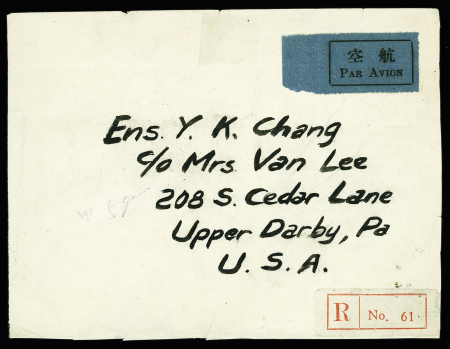 空航
PAR AVION
Ens. Y. K. Chang
c/o Mrs. Van Lee
208 S. Cedar Lane
Upper Darby, Pa
U. S. A.
R No. 61